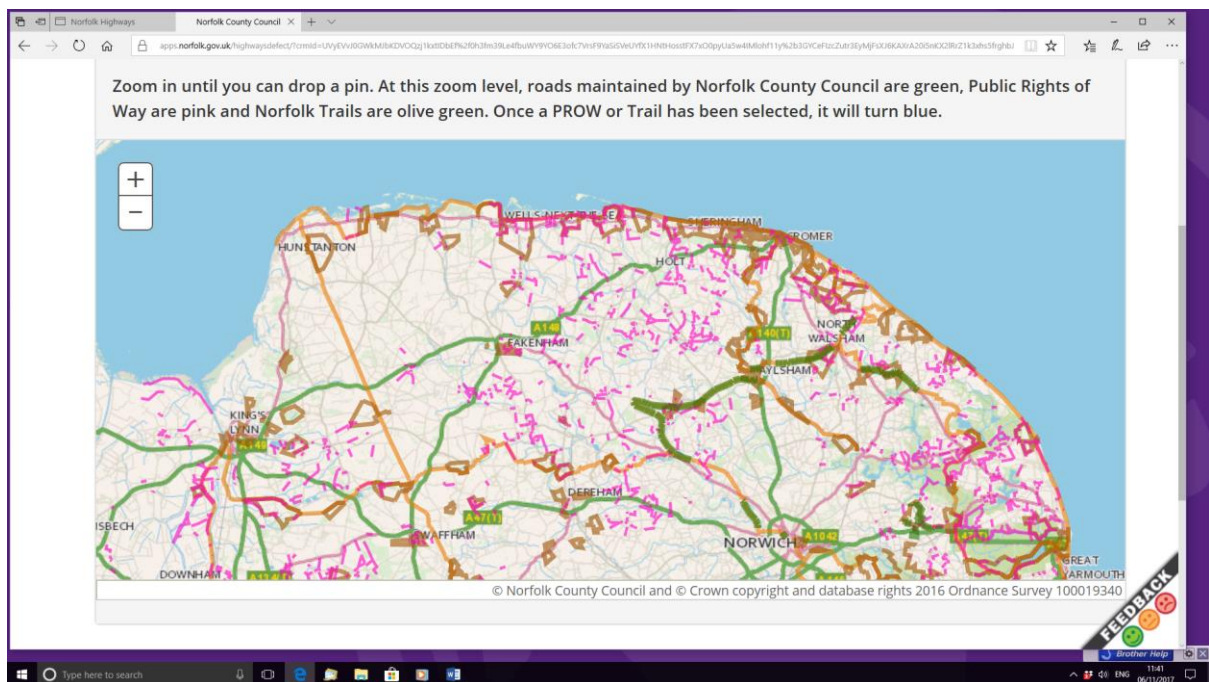 Norfolk Highways
Norfolk County Council
apps.norfolk.gov.uk/highwaysdefect/?cmid=
Zoom in until you can drop a pin. At this zoom level, roads maintained by Norfolk County Council are green, Public Rights of
Way are pink and Norfolk Trails are olive green. Once a PROW or Trail has been selected, it will turn blue.
+
−
WELLS-NEXT-THE-SEA
SHERINGHAM
CROMER
HUNSTANTON
HOLT
A148
FAKENHAM
A140(T)
NORTH
WALSHAM
AYLSHAM
KING'S
LYNN
DEREHAM
ISBECH
A47(T)
SWAFFHAM
NORWICH
A1042
GREAT
YARMOUTH
DOWNHAM
© Norfolk County Council and © Crown copyright and database rights 2016 Ordnance Survey 100019340
FEEDBACK
Brother Help
Type here to search
ENG
11:41
06/11/2017